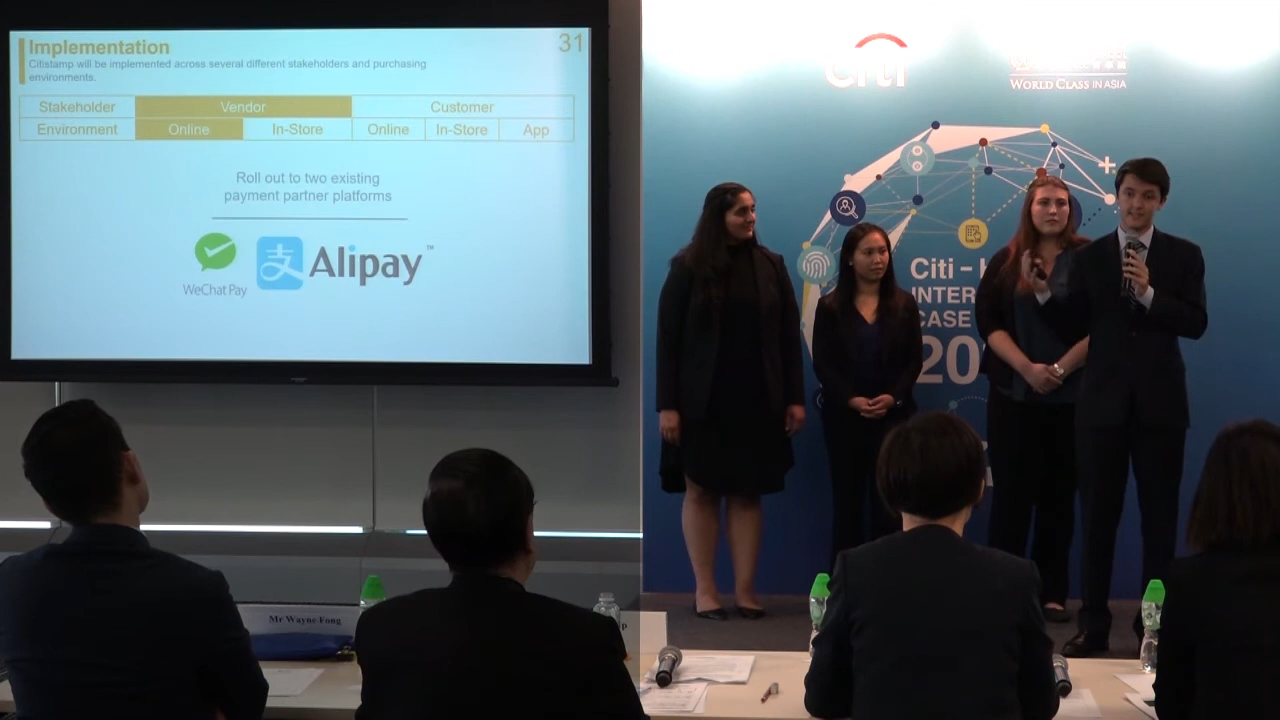 Implementation
31
Citistamp will be implemented across several different stakeholders and purchasing
environments.
Stakeholder Vendor Customer
Environment Online In-Store Online In-Store App
Roll out to two existing
payment partner platforms
WeChat Pay
支 Alipay™
citi
WORLD CLASS IN ASIA
Citi –
INTER
CASE
20
Mr Wayne Fong